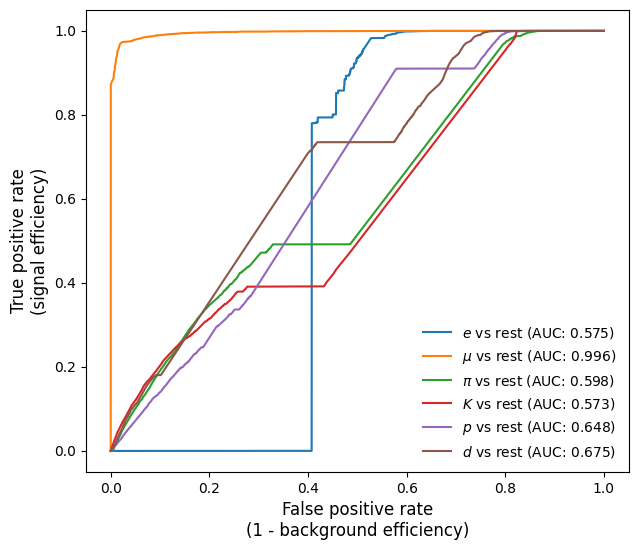 True positive rate
(signal efficiency)
1.0
0.8
0.6
0.4
0.2
0.0
0.0 0.2 0.4 0.6 0.8 1.0
False positive rate
(1 - background efficiency)
e vs rest (AUC: 0.575)
μ vs rest (AUC: 0.996)
π vs rest (AUC: 0.598)
K vs rest (AUC: 0.573)
p vs rest (AUC: 0.648)
d vs rest (AUC: 0.675)